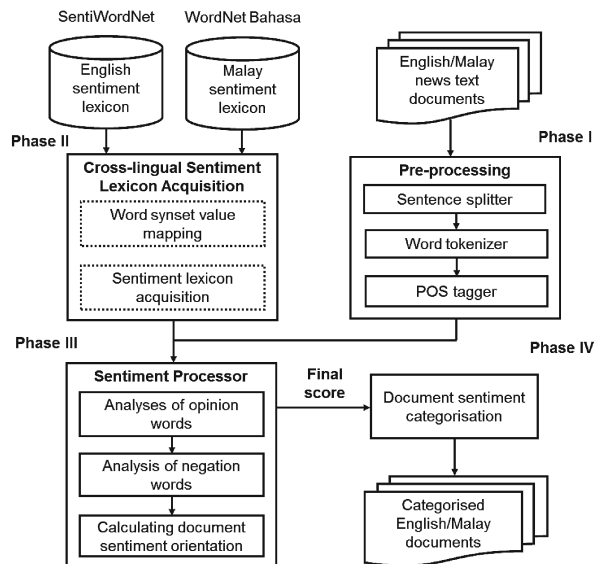 SentiWordNet
WordNet Bahasa
English
sentiment
lexicon
Malay
sentiment
lexicon
English/Malay
news text
documents
Phase II
Phase I
Cross-lingual Sentiment
Lexicon Acquisition
Word synset value
mapping
Sentiment lexicon
acquisition
Pre-processing
Sentence splitter
Word tokenizer
POS tagger
Phase III
Phase IV
Sentiment Processor
Analyses of opinion
words
Analysis of negation
words
Calculating document
sentiment orientation
Final
score
Document sentiment
categorisation
Categorised
English/Malay
documents